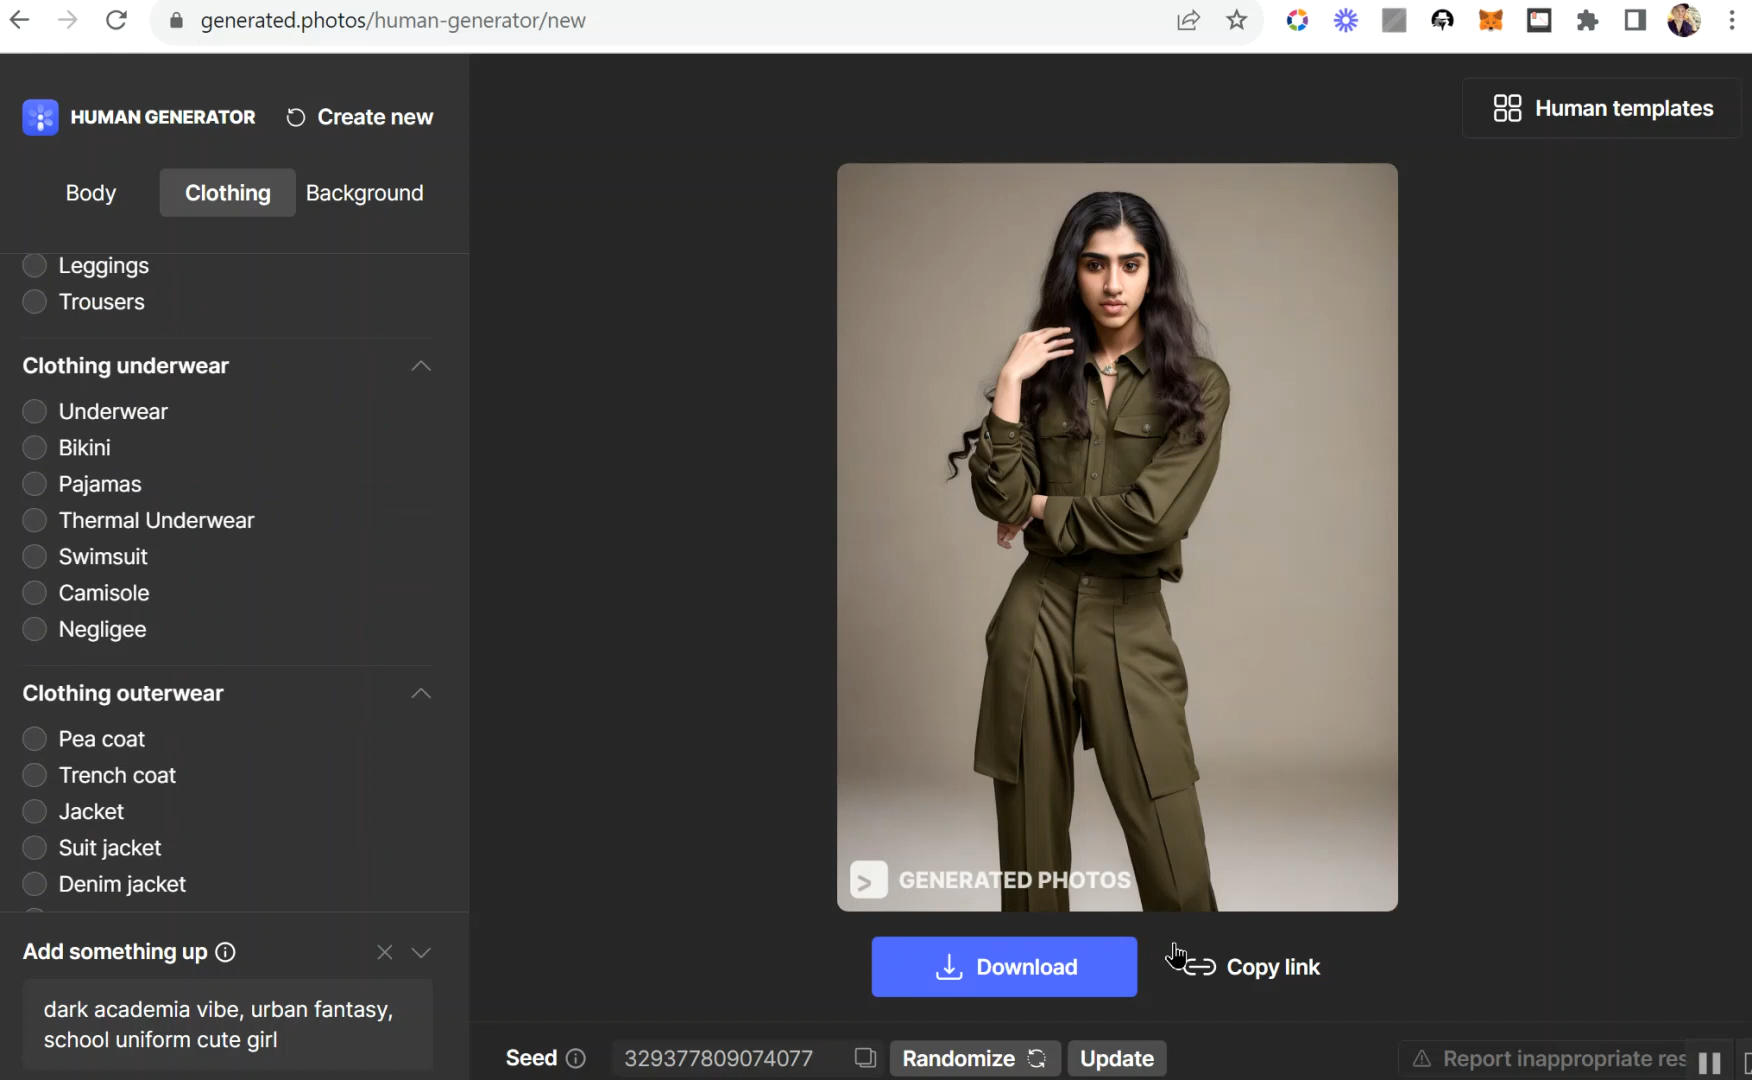 generated.photos/human-generator/new
HUMAN GENERATOR
Create new
Human templates
Body
Clothing
Background
Leggings
Trousers
Clothing underwear
Underwear
Bikini
Pajamas
Thermal Underwear
Swimsuit
Camisole
Negligee
Clothing outerwear
Pea coat
Trench coat
Jacket
Suit jacket
Denim jacket
Add something up
dark academia vibe, urban fantasy,
school uniform cute girl
GENERATED PHOTOS
Download
Copy link
Seed
329377809074077
Randomize
Update
Report inappropriate res